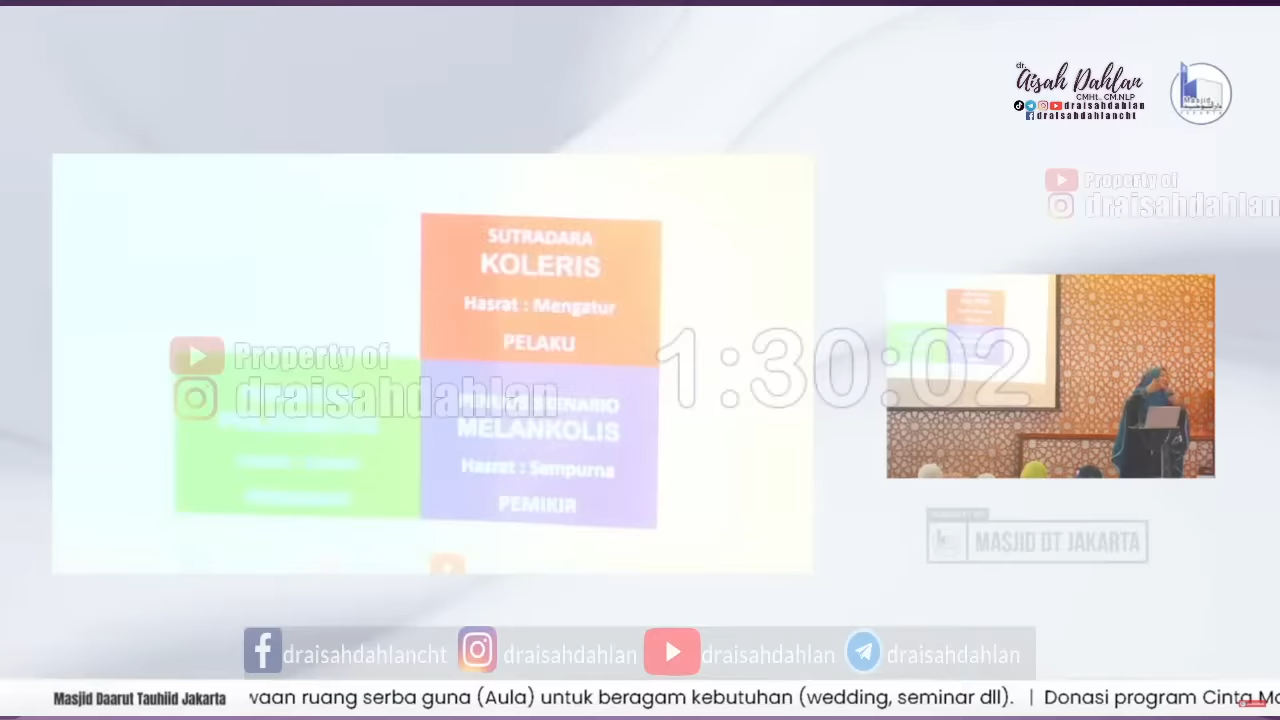 dr.
Aisah Dahlan
CMHt, CM.NLP
draisahdahlan
draisahdahlancht
Masjid
Property of
draisahdahlan
SUTRADARA
KOLERIS
Hasrat : Mengatur
PELAKU
Property of
draisahdahlan
1:30:02
MELANKOLIS
Hasrat : Sempurna
PEMIKIR
MASJID DT JAKARTA
draisahdahlancht
draisahdahlan
draisahdahlan
draisahdahlan
Masjid Daarut Tauhiid Jakarta
waan ruang serba guna (Aula) untuk beragam kebutuhan (wedding, seminar dll). | Donasi program Cinta